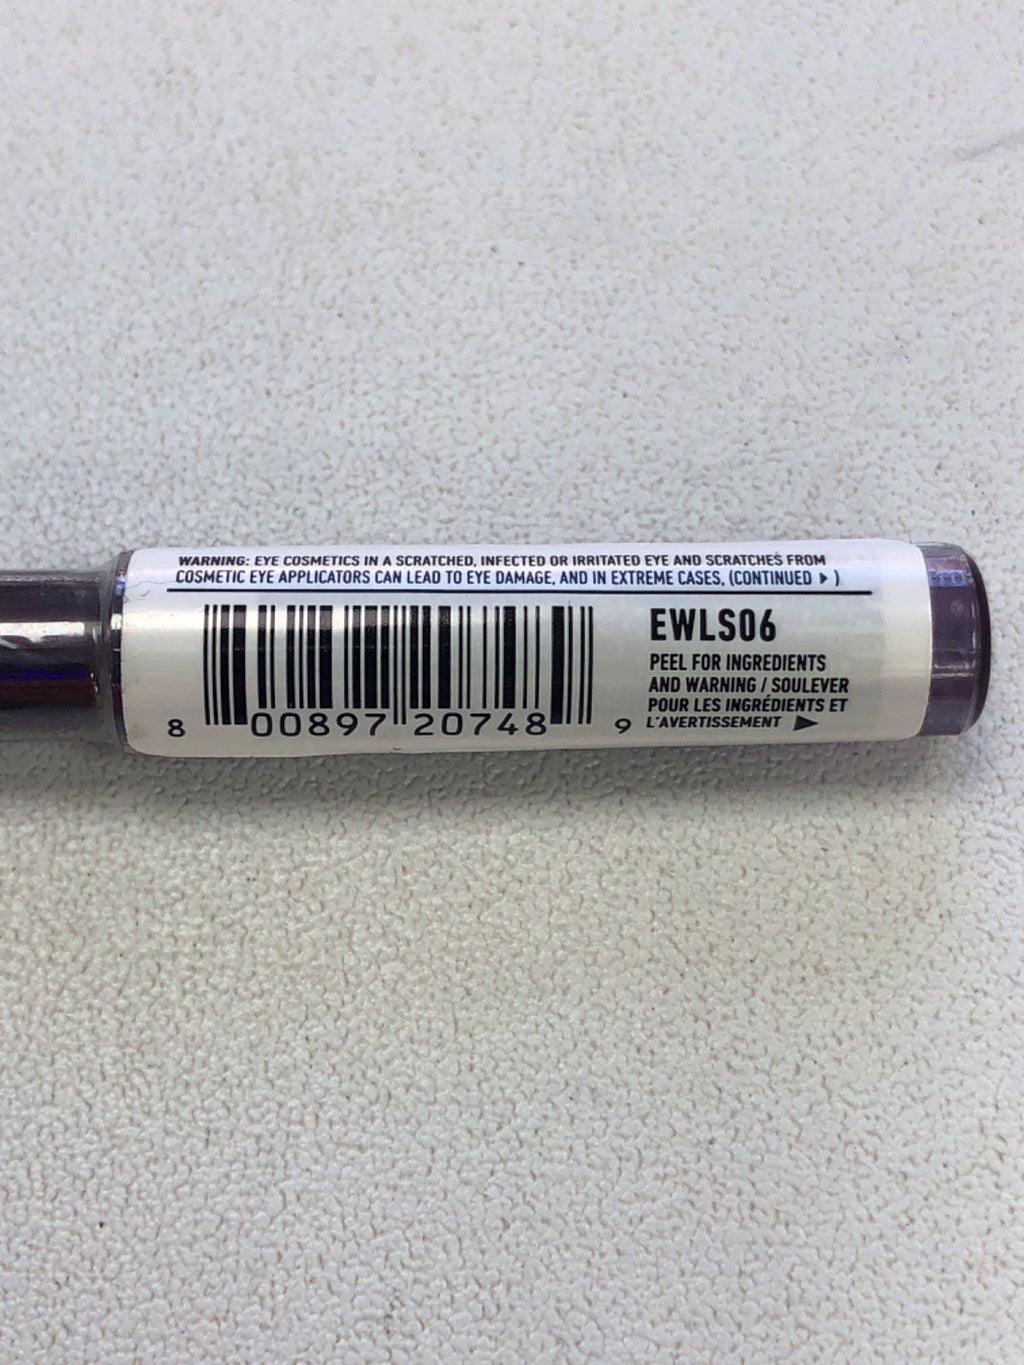 WARNING: EYE COSMETICS IN A SCRATCHED, INFECTED OR IRRITATED EYE AND SCRATCHES FROM
COSMETIC EYE APPLICATORS CAN LEAD TO EYE DAMAGE, AND IN EXTREME CASES, (CONTINUED ▶ )
EWLS06
PEEL FOR INGREDIENTS
AND WARNING / SOULEVER
POUR LES INGRÉDIENTS ET
L'AVERTISSEMENT ▶
8 00897 20748 9